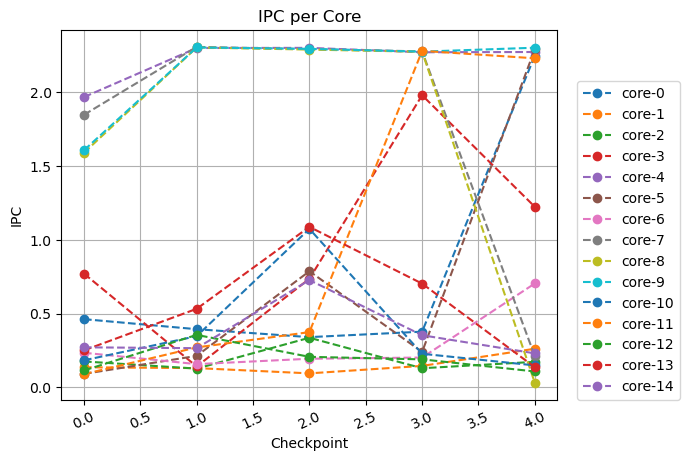 IPC per Core
IPC
2.0
1.5
1.0
0.5
0.0
0.0
0.5
1.0
1.5
2.0
2.5
3.0
3.5
4.0
Checkpoint
core-0
core-1
core-2
core-3
core-4
core-5
core-6
core-7
core-8
core-9
core-10
core-11
core-12
core-13
core-14